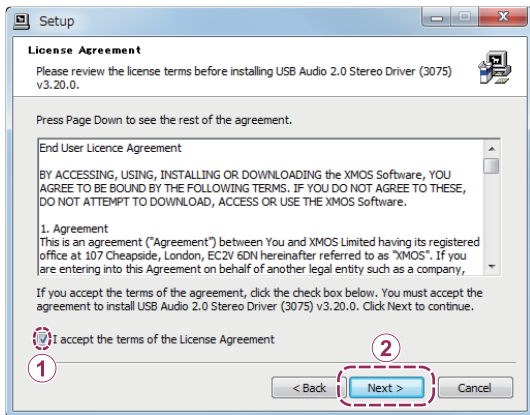 Setup
License Agreement
Please review the license terms before installing USB Audio 2.0 Stereo Driver (3075)
v3.20.0.
Press Page Down to see the rest of the agreement.
End User Licence Agreement
BY ACCESSING, USING, INSTALLING OR DOWNLOADING the XMOS Software, YOU
AGREE TO BE BOUND BY THE FOLLOWING TERMS. IF YOU DO NOT AGREE TO THESE,
DO NOT ATTEMPT TO DOWNLOAD, ACCESS OR USE THE XMOS Software.
1. Agreement
This is an agreement ("Agreement") between You and XMOS Limited having its registered
office at 107 Cheapside, London, EC2V 6DN hereinafter referred to as "XMOS". If you
are entering into this Agreement on behalf of another legal entity such as a company,
If you accept the terms of the agreement, click the check box below. You must accept the
agreement to install USB Audio 2.0 Stereo Driver (3075) v3.20.0. Click Next to continue.
I accept the terms of the License Agreement
1
2
< Back
Next >
Cancel